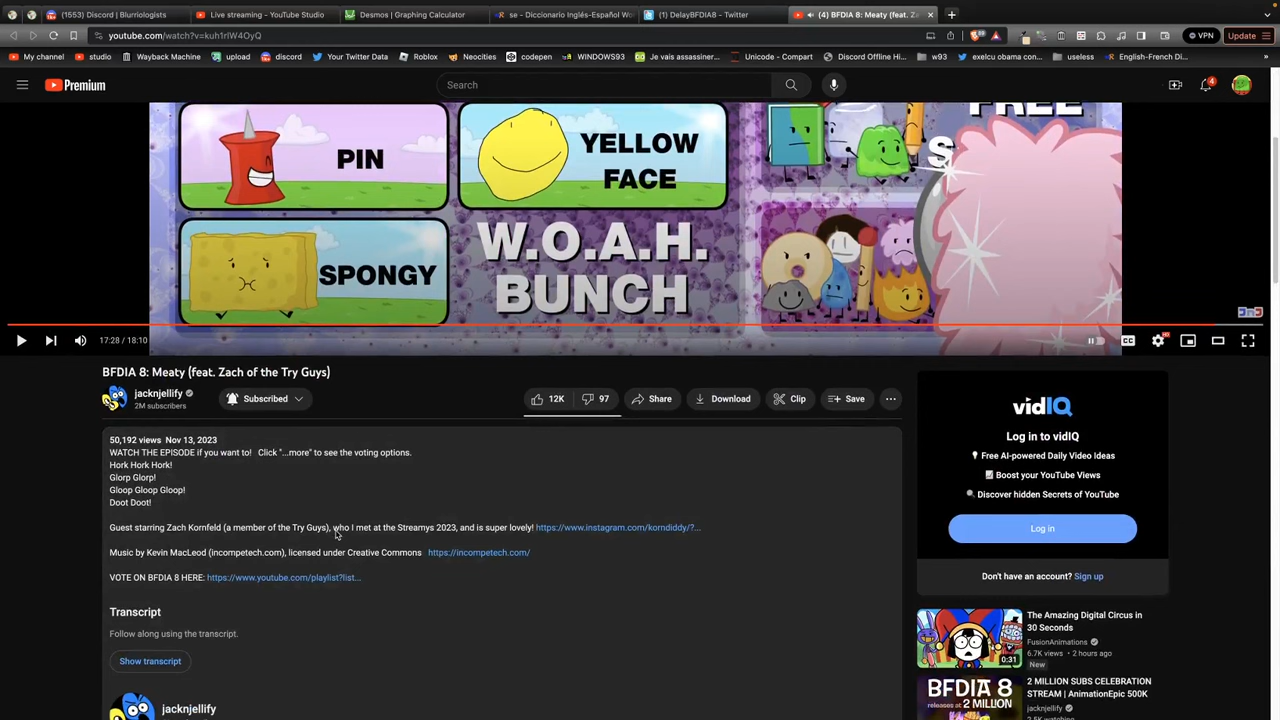 (1553) Discord | Blurriologists
Live streaming - YouTube Studio
Desmos | Graphing Calculator
se - Diccionario Inglés-Español Wo
(1) DelayBFDIA8 - Twitter
(4) BFDIA 8: Meaty (feat. Za
youtube.com/watch?v=kuh1rIW4OyQ
VPN
Update
My channel
studio
Wayback Machine
upload
discord
Your Twitter Data
Roblox
Neocities
codepen
WINDOWS93
Je vais assassiner...
Unicode - Compart
Discord Offline Hi...
w93
exelcu obama con...
useless
English-French Di...
»
Premium
Search
4
PIN
YELLOW
FACE
FREE
S
SPONGY
W.O.A.H.
BUNCH
17:28 / 18:10
CC
HD
BFDIA 8: Meaty (feat. Zach of the Try Guys)
jacknjellify
2M subscribers
Subscribed
12K
97
Share
Download
Clip
Save
50,192 views Nov 13, 2023
WATCH THE EPISODE if you want to! Click "...more" to see the voting options.
Hork Hork Hork!
Glorp Glorp!
Gloop Gloop Gloop!
Doot Doot!
Guest starring Zach Kornfeld (a member of the Try Guys), who I met at the Streamys 2023, and is super lovely! https://www.instagram.com/korndiddy/?...
Music by Kevin MacLeod (incompetech.com), licensed under Creative Commons https://incompetech.com/
VOTE ON BFDIA 8 HERE: https://www.youtube.com/playlist?list...
Transcript
Follow along using the transcript.
Show transcript
jacknjellify
vidIQ
Log in to vidIQ
Free AI-powered Daily Video Ideas
Boost your YouTube Views
Discover hidden Secrets of YouTube
Log in
Don't have an account? Sign up
The Amazing Digital Circus in
30 Seconds
FusionAnimations
6.7K views • 2 hours ago
New
0:31
BFDIA 8
releases at 2 MILLION
2 MILLION SUBS CELEBRATION
STREAM | AnimationEpic 500K
jacknjellify